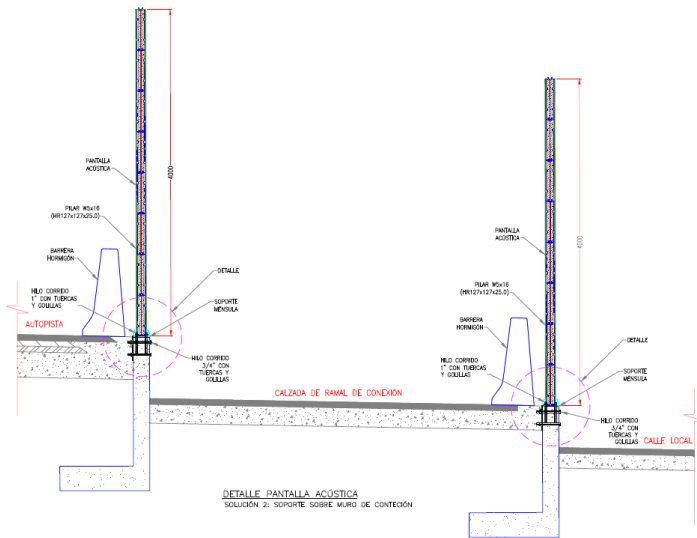 4000
PANTALLA
ACÚSTICA
PILAR W5x16
(HR127x127x25.0)
BARRERA
HORMIGÓN
HILO CORRIDO
1" CON TUERCAS
Y GOLILLAS
AUTOPISTA
DETALLE
SOPORTE
MÉNSULA
HILO CORRIDO
3/4" CON
TUERCAS Y
GOLILLAS
CALZADA DE RAMAL DE CONEXIÓN
4000
PANTALLA
ACÚSTICA
PILAR W5x16
(HR127x127x25.0)
BARRERA
HORMIGÓN
HILO CORRIDO
1" CON TUERCAS
Y GOLILLAS
DETALLE
SOPORTE
MÉNSULA
HILO CORRIDO
3/4" CON
TUERCAS Y
GOLILLAS
CALLE LOCAL
DETALLE PANTALLA ACÚSTICA
SOLUCIÓN 2: SOPORTE SOBRE MURO DE CONTECIÓN